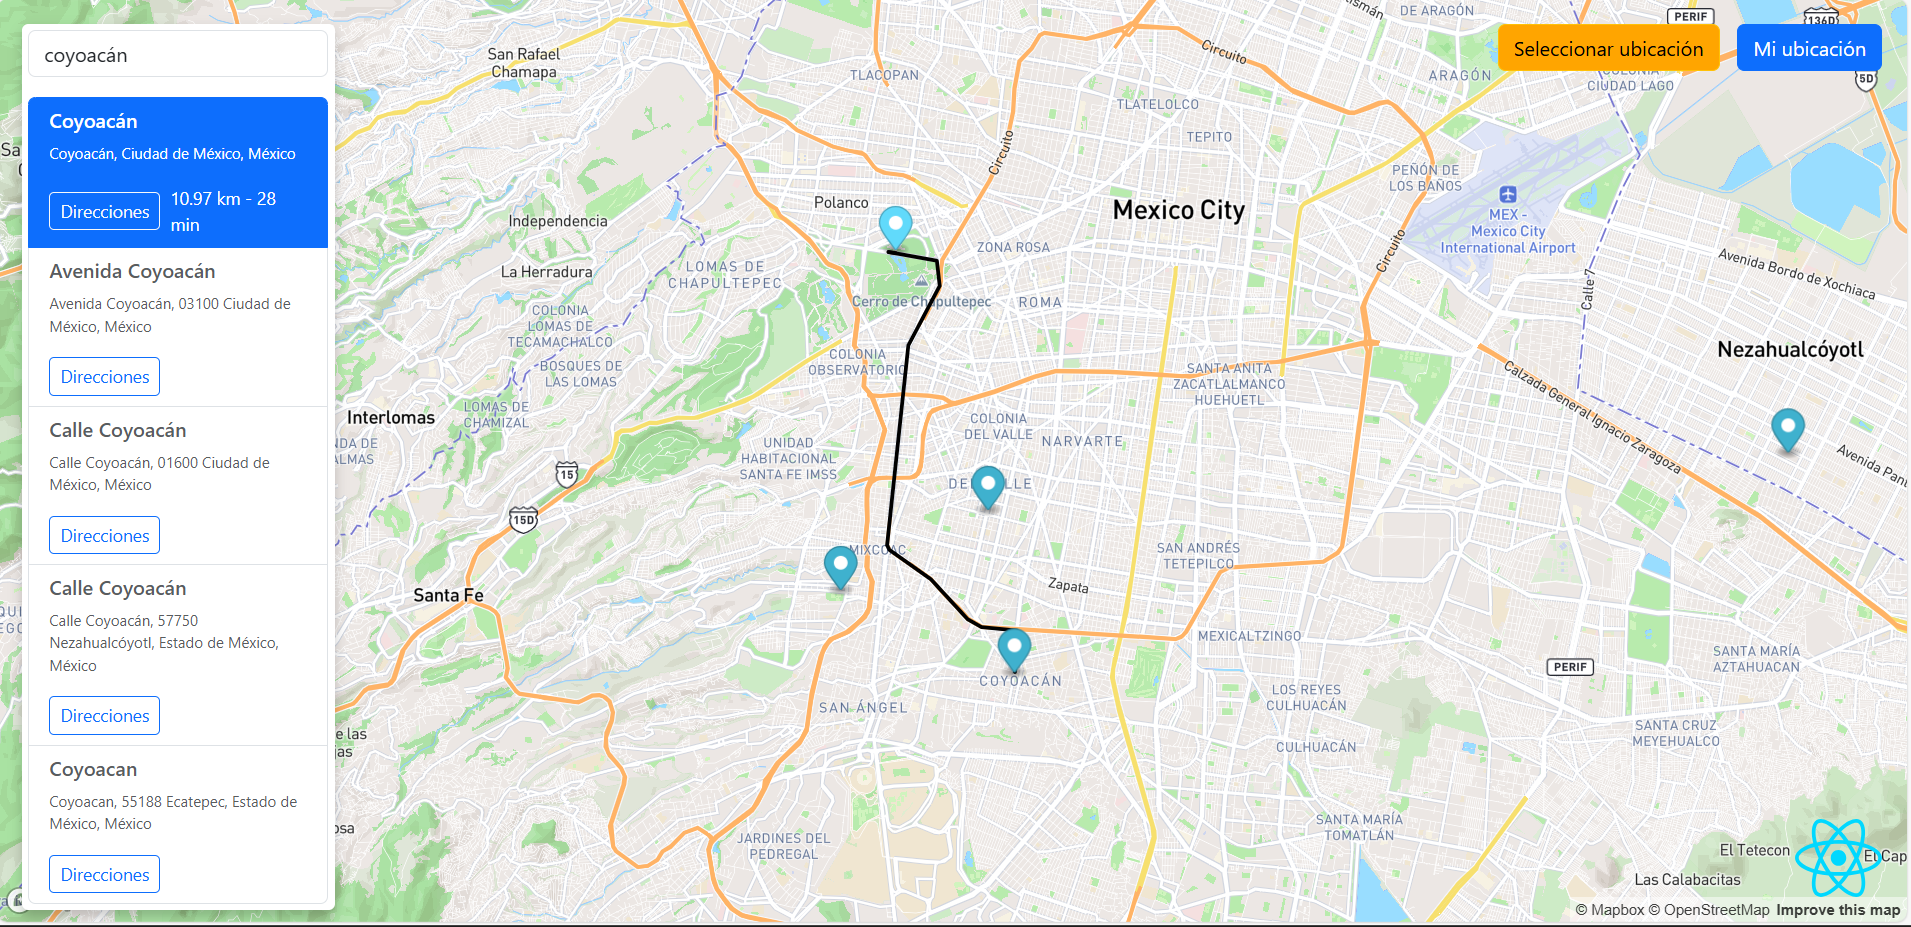 coyoacán
Coyoacán
Coyoacán, Ciudad de México, México
Direcciones
10.97 km - 28
min
Avenida Coyoacán
Avenida Coyoacán, 03100 Ciudad de
México, México
Direcciones
Calle Coyoacán
Calle Coyoacán, 01600 Ciudad de
México, México
Direcciones
Calle Coyoacán
Calle Coyoacán, 57750
Nezahualcóyotl, Estado de México,
México
Direcciones
Coyoacan
Coyoacan, 55188 Ecatepec, Estado de
México, México
Direcciones
Seleccionar ubicación
Mi ubicación
DE ARAGÓN
PERIF
136D
San Rafael
Chamapa
Circuito
TLACOPAN
ARAGÓN
CIUDAD LAGO
5D
TLATELOLCO
TEPITO
Circuito
PEÑÓN DE
LOS BAÑOS
Polanco
Mexico City
Independencia
MEX -
Mexico City
International Airport
ZONA ROSA
Circuito
Calle-7
Avenida Bordo de Xochiaca
La Herradura
LOMAS DE
CHAPULTEPEC
Cerro de Chapultepec
ROMA
COLONIA
LOMAS DE
TECAMACHALCO
COLONIA
OBSERVATORIO
BOSQUES DE
LAS LOMAS
Nezahualcóyotl
SANTA ANITA
ZACATLALMANCO
HUEHUETL
Calzada General Ignacio Zaragoza
Interlomas
LOMAS DE
CHAMIZAL
COLONIA
DEL VALLE
NARVARTE
UNIDAD
HABITACIONAL
SANTA FE IMSS
15
15D
MIXCOAC
SAN ANDRÉS
TETEPILCO
Zapata
Santa Fe
MEXICALTZINGO
SANTA MARÍA
AZTAHUACAN
PERIF
COYOACÁN
LOS REYES
CULHUACÁN
SAN ÁNGEL
SANTA CRUZ
MEYEHUALCO
CULHUACÁN
SANTA MARÍA
TOMATLÁN
JARDINES DEL
PEDREGAL
El Tetecon
Las Calabacitas
© Mapbox © OpenStreetMap Improve this map